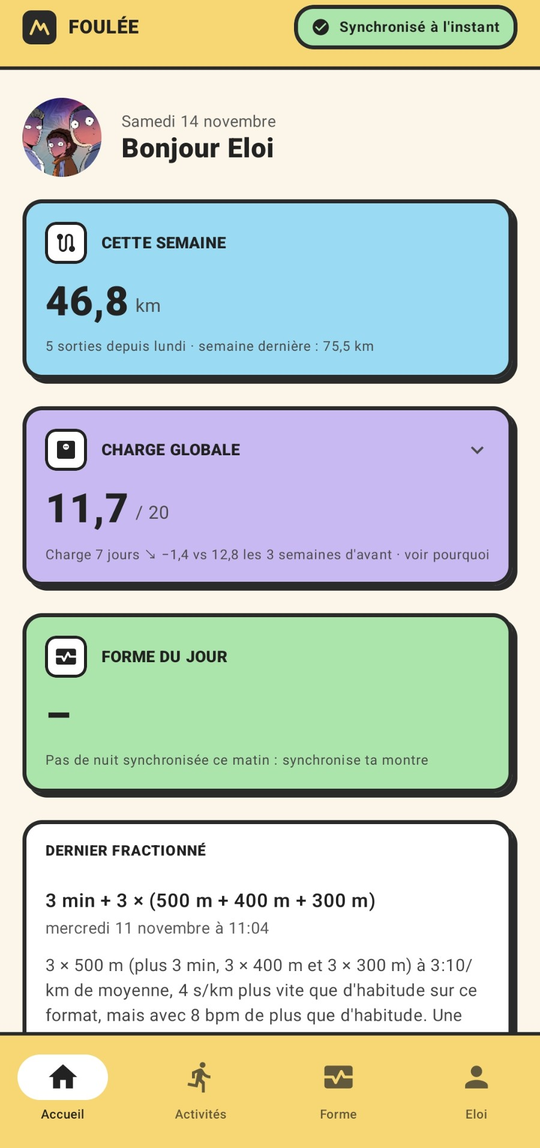 FOULÉE
Synchronisé à l'instant
Samedi 14 novembre
Bonjour Eloi
CETTE SEMAINE
46,8 km
5 sorties depuis lundi · semaine dernière : 75,5 km
CHARGE GLOBALE
11,7 / 20
Charge 7 jours ↘ −1,4 vs 12,8 les 3 semaines d'avant · voir pourquoi
FORME DU JOUR
–
Pas de nuit synchronisée ce matin : synchronise ta montre
DERNIER FRACTIONNÉ
3 min + 3 × (500 m + 400 m + 300 m)
mercredi 11 novembre à 11:04
3 × 500 m (plus 3 min, 3 × 400 m et 3 × 300 m) à 3:10/
km de moyenne, 4 s/km plus vite que d'habitude sur ce
format, mais avec 8 bpm de plus que d'habitude. Une
Accueil
Activités
Forme
Eloi